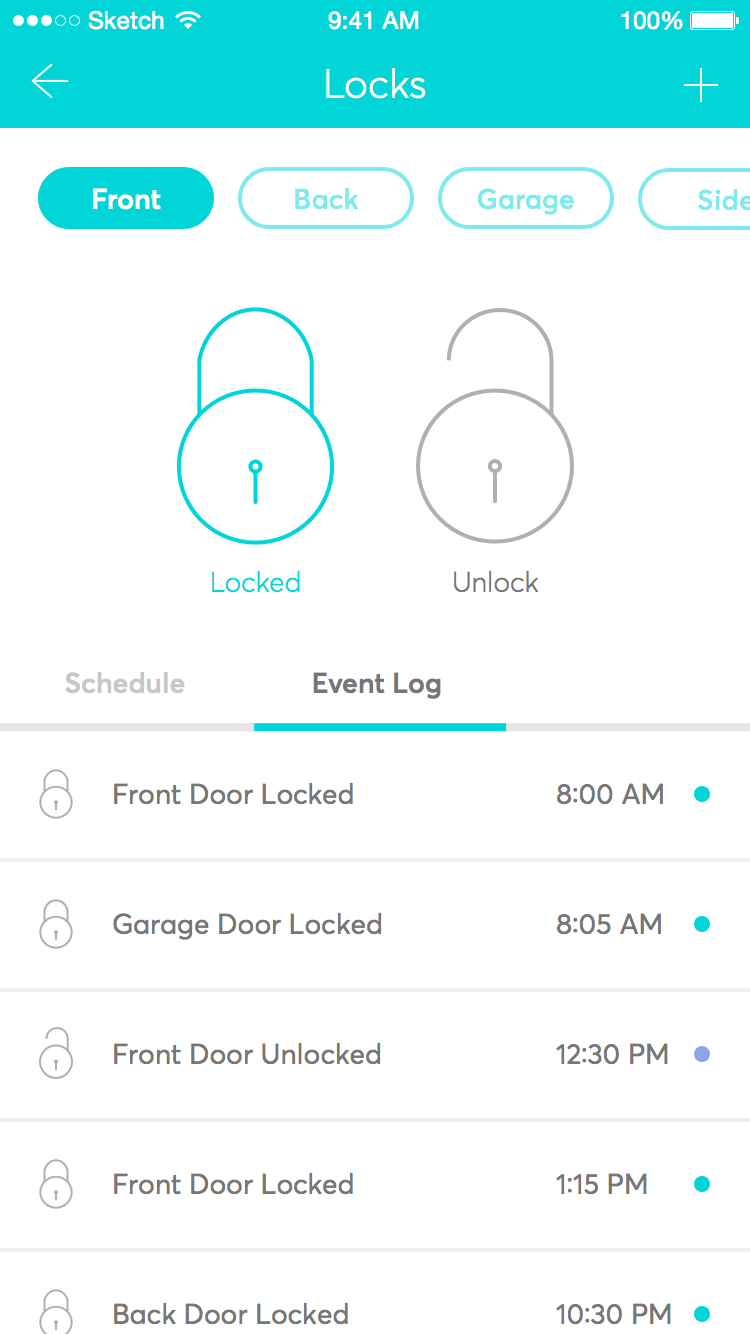 Sketch 9:41 AM 100%
Locks
Front Back Garage Side
Locked Unlock
Schedule Event Log
Front Door Locked 8:00 AM
Garage Door Locked 8:05 AM
Front Door Unlocked 12:30 PM
Front Door Locked 1:15 PM
Back Door Locked 10:30 PM